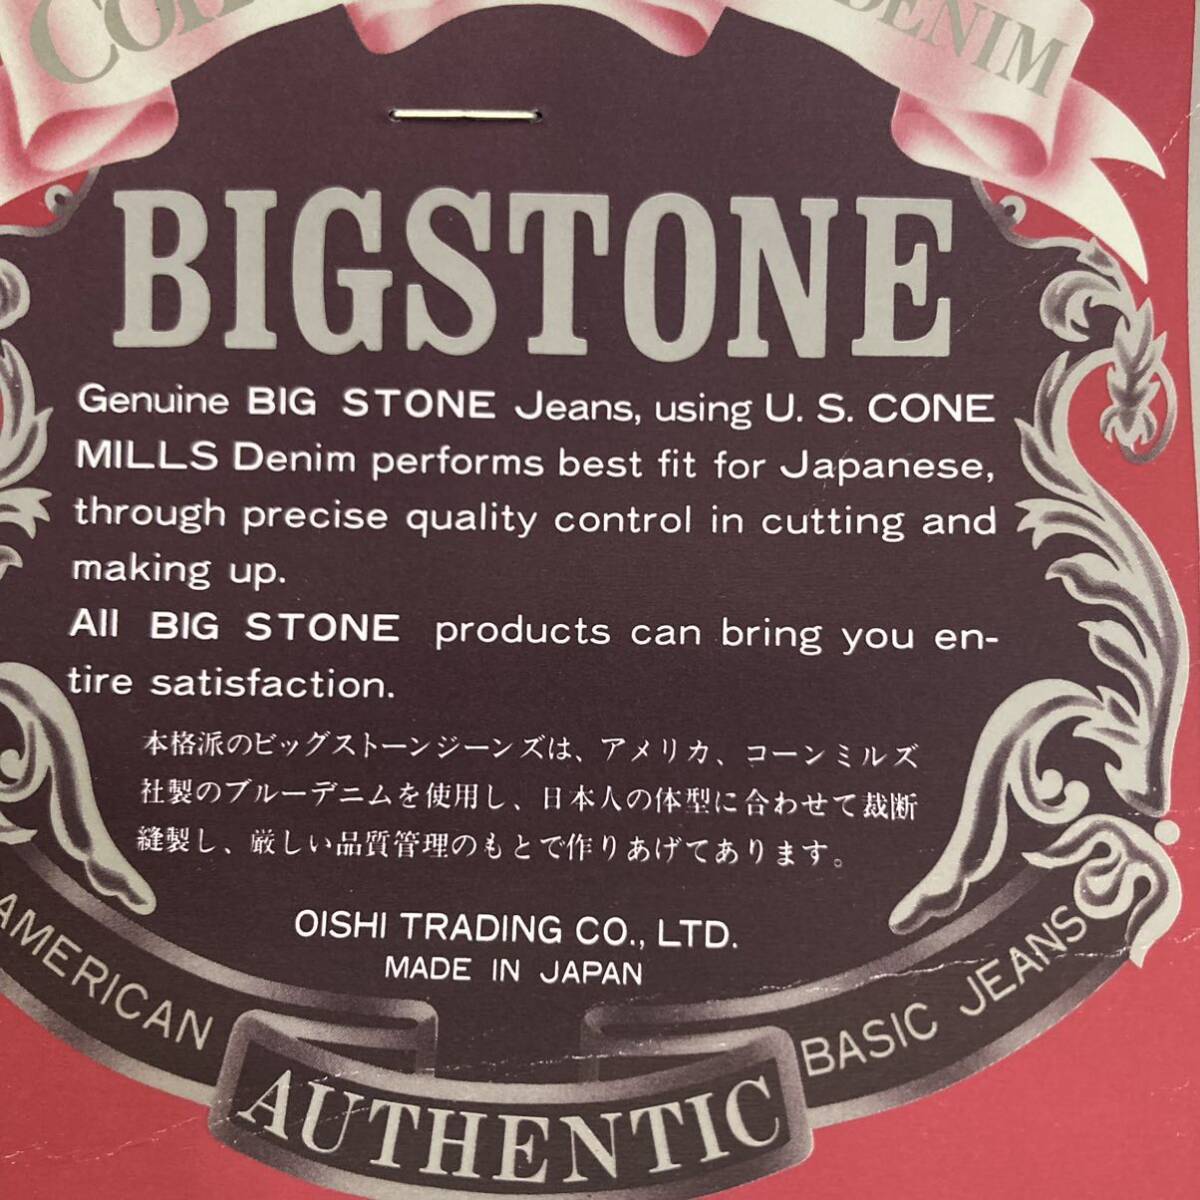 DENIM
BIGSTONE
Genuine BIG STONE Jeans, using U. S. CONE
MILLS Denim performs best fit for Japanese,
through precise quality control in cutting and
making up.
All BIG STONE products can bring you en-
tire satisfaction.
本格派のビッグストーンジーンズは、アメリカ、コーンミルズ
社製のブルーデニムを使用し、日本人の体型に合わせて裁断
縫製し、厳しい品質管理のもとで作りあげてあります。
OISHI TRADING CO., LTD.
MADE IN JAPAN
AMERICAN
AUTHENTIC
BASIC JEANS